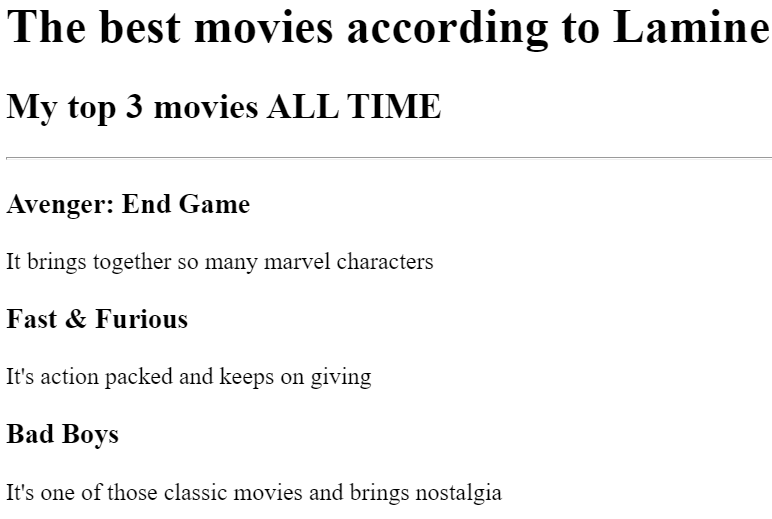 The best movies according to Lamine
My top 3 movies ALL TIME
Avenger: End Game
It brings together so many marvel characters
Fast & Furious
It's action packed and keeps on giving
Bad Boys
It's one of those classic movies and brings nostalgia